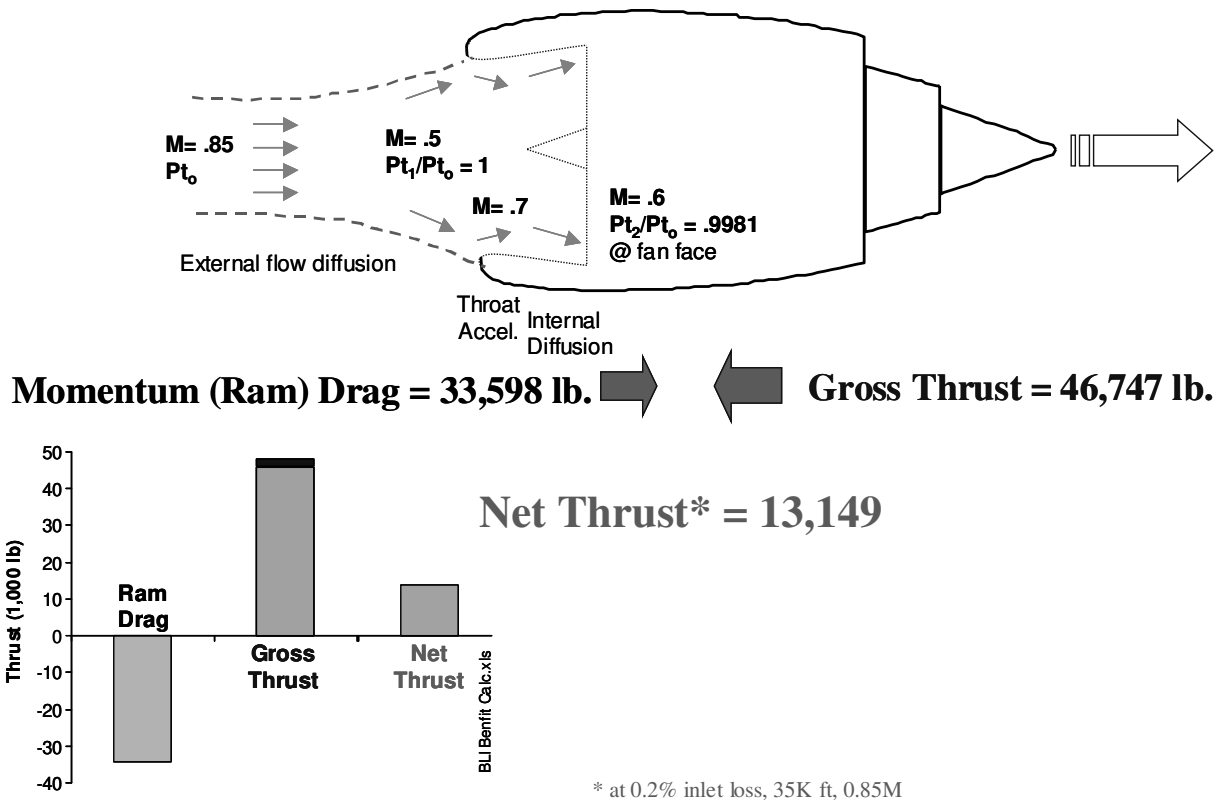 M= .85
Pto
M= .5
Pt1/Pto = 1
M= .7
M= .6
Pt2/Pto = .9981
@ fan face
External flow diffusion
Throat
Accel.
Internal
Diffusion
Momentum (Ram) Drag = 33,598 lb.
Gross Thrust = 46,747 lb.
Net Thrust* = 13,149
Thrust (1,000 lb)
50
40
30
20
10
0
-10
-20
-30
-40
Ram
Drag
Gross
Thrust
Net
Thrust
BLI Benfit Calc.xls
* at 0.2% inlet loss, 35K ft, 0.85M